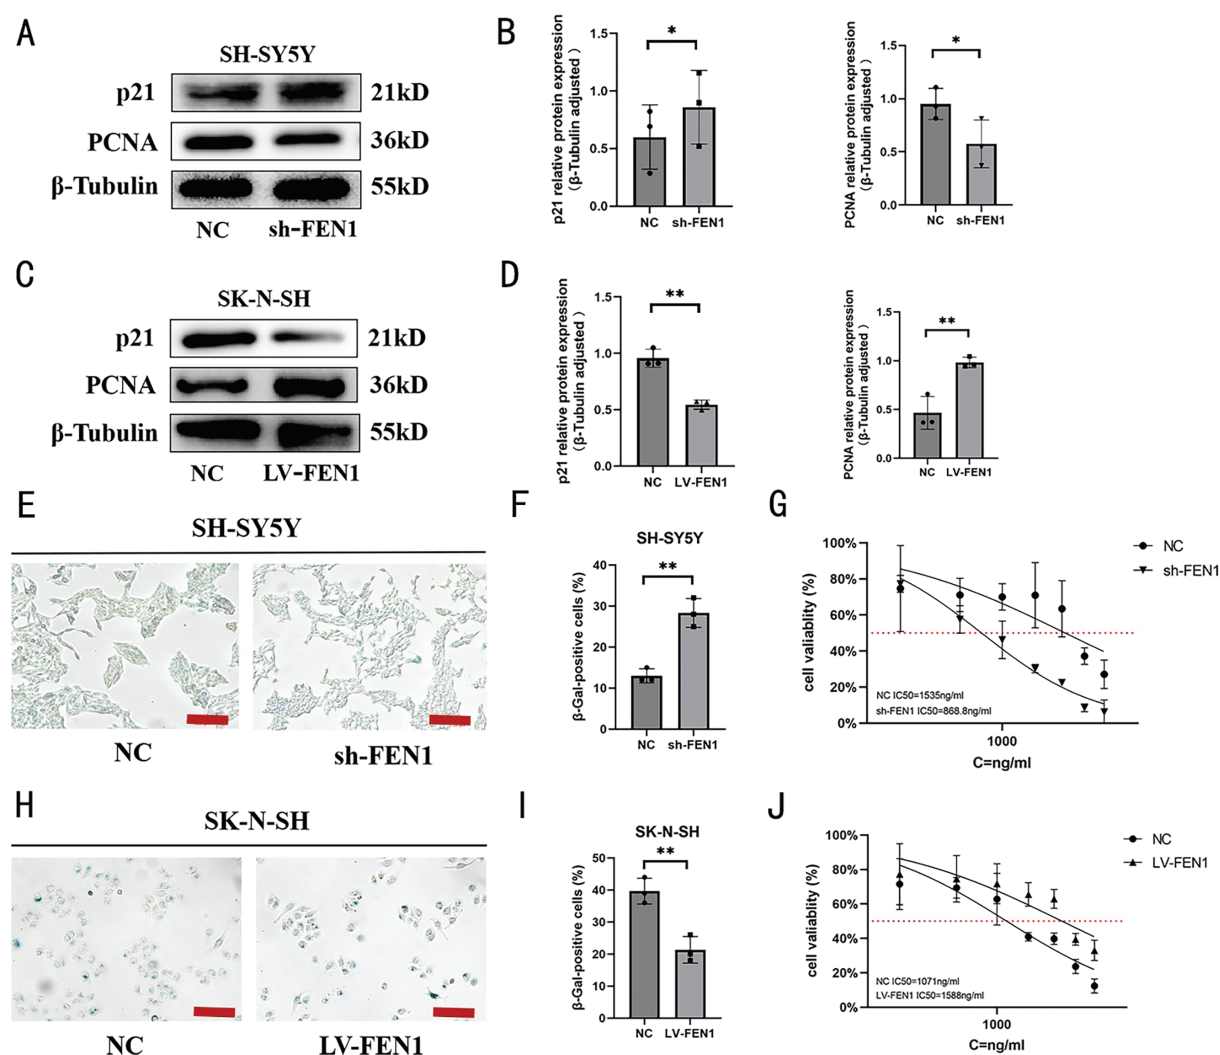 A
SH-SY5Y
p21
21kD
PCNA
36kD
β-Tubulin
55kD
NC
sh-FEN1
B
p21 relative protein expression
(β-Tubulin adjusted )
1.5
1.0
0.5
0.0
*
NC
sh-FEN1
PCNA relative protein expression
(β-Tubulin adjusted )
1.5
1.0
0.5
0.0
*
NC
sh-FEN1
C
SK-N-SH
p21
21kD
PCNA
36kD
β-Tubulin
55kD
NC
LV-FEN1
D
p21 relative protein expression
(β-Tubulin adjusted )
1.5
1.0
0.5
0.0
**
NC
LV-FEN1
PCNA relative protein expression
(β-Tubulin adjusted )
1.5
1.0
0.5
0.0
**
NC
LV-FEN1
E
SH-SY5Y
NC
sh-FEN1
F
SH-SY5Y
β-Gal-positive cells (%)
40
30
20
10
0
**
NC
sh-FEN1
G
cell valiablity (%)
100%
80%
60%
40%
20%
0%
NC
sh-FEN1
NC IC50=1535ng/ml
sh-FEN1 IC50=868.8ng/ml
1000
C=ng/ml
H
SK-N-SH
NC
LV-FEN1
I
SK-N-SH
β-Gal-positive cells (%)
50
40
30
20
10
0
**
NC
LV-FEN1
J
cell valiablity (%)
100%
80%
60%
40%
20%
0%
NC
LV-FEN1
NC IC50=1071ng/ml
LV-FEN1 IC50=1588ng/ml
1000
C=ng/ml